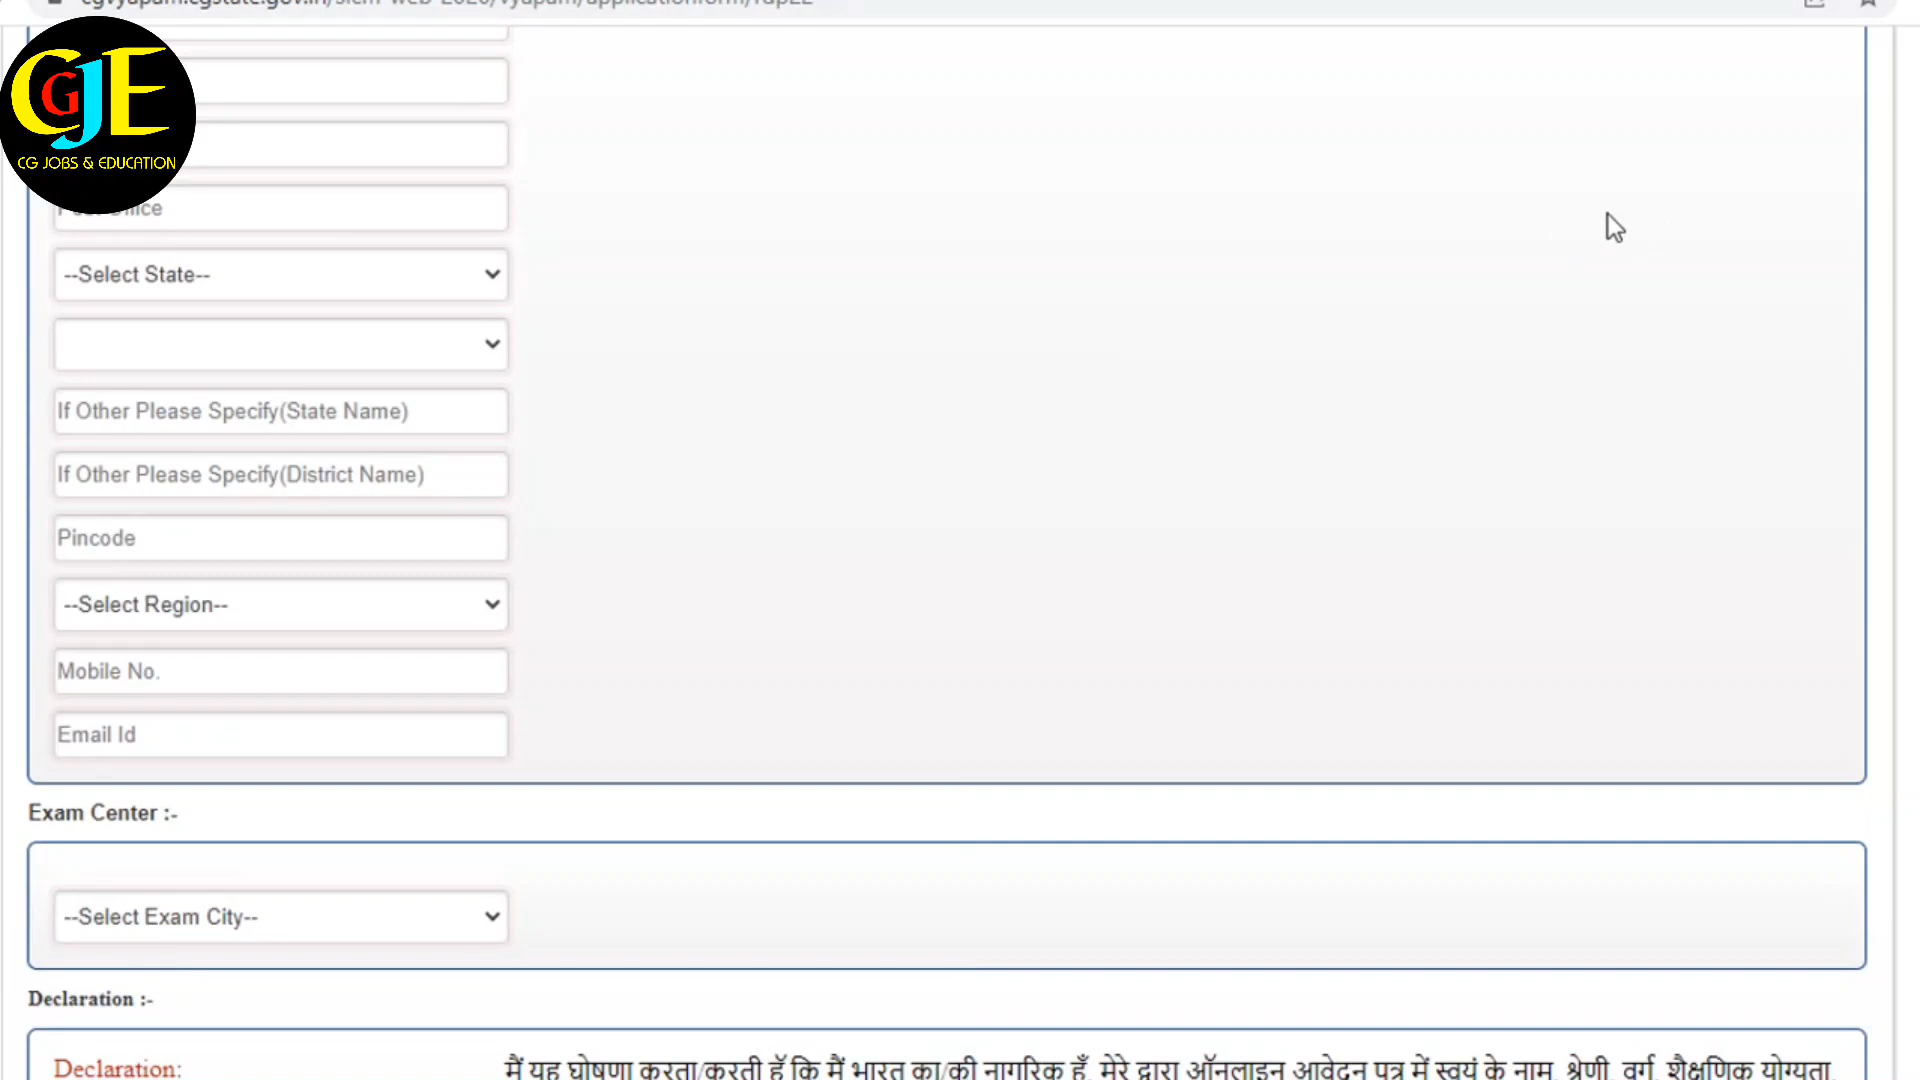 CGJE
CG JOBS & EDUCATION
--Select State--
If Other Please Specify(State Name)
If Other Please Specify(District Name)
Pincode
--Select Region--
Mobile No.
Email Id
Exam Center :-
--Select Exam City--
Declaration :-
Declaration: मैं यह घोषणा करता/करती हूँ कि मैं भारत का/की नागरिक हूँ. मेरे द्वारा ऑनलाइन आवेदन पत्र में स्वयं के नाम, श्रेणी, वर्ग, शैक्षणिक योग्यता,